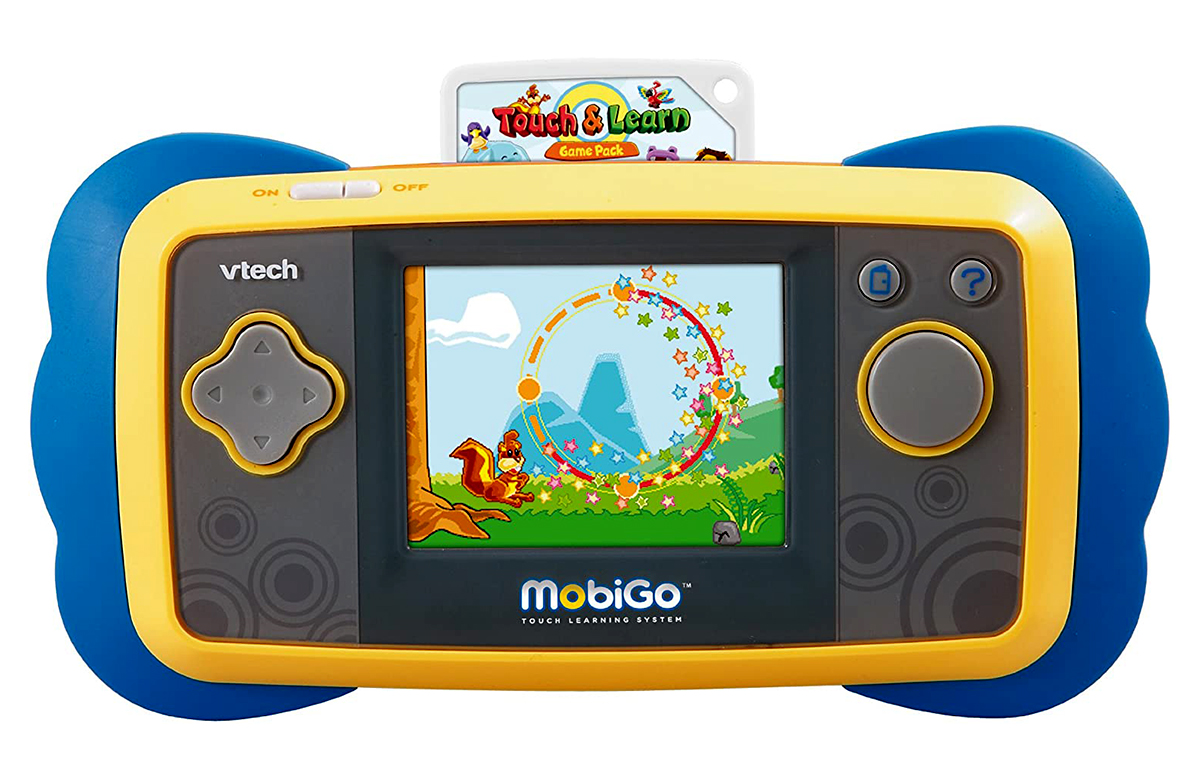 Touch & Learn
Game Pack
ON OFF
vtech
?
MobiGo™
TOUCH LEARNING SYSTEM